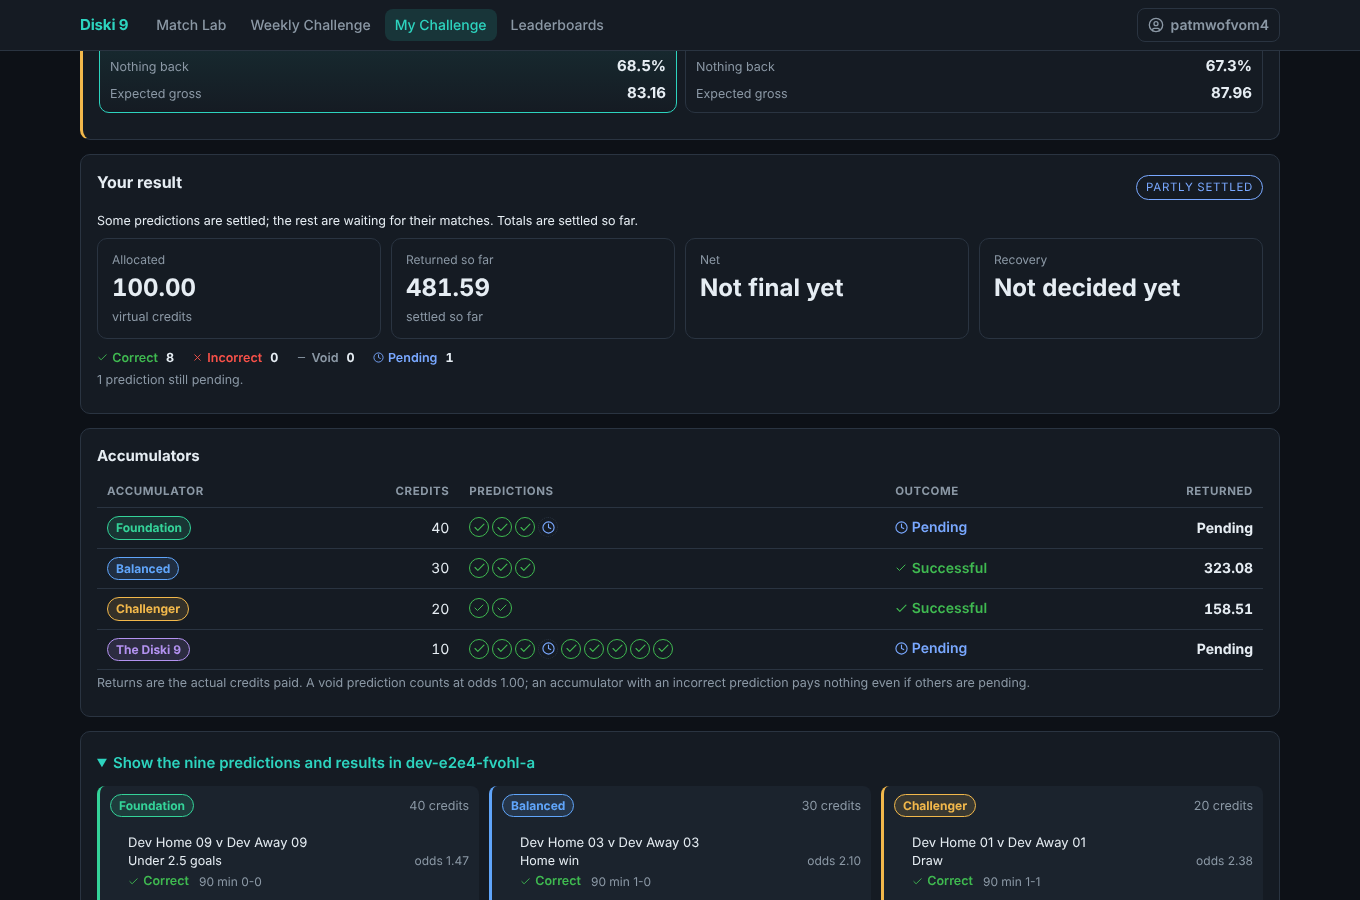 Diski 9 Match Lab Weekly Challenge My Challenge Leaderboards patmwofvom4
Nothing back 68.5% Nothing back 67.3%
Expected gross 83.16 Expected gross 87.96
Your result PARTLY SETTLED
Some predictions are settled; the rest are waiting for their matches. Totals are settled so far.
Allocated Returned so far Net Recovery
100.00 481.59 Not final yet Not decided yet
virtual credits settled so far
Correct 8 Incorrect 0 Void 0 Pending 1
1 prediction still pending.
Accumulators
ACCUMULATOR CREDITS PREDICTIONS OUTCOME RETURNED
Foundation 40 Pending Pending
Balanced 30 Successful 323.08
Challenger 20 Successful 158.51
The Diski 9 10 Pending Pending
Returns are the actual credits paid. A void prediction counts at odds 1.00; an accumulator with an incorrect prediction pays nothing even if others are pending.
Show the nine predictions and results in dev-e2e4-fvohl-a
Foundation 40 credits Balanced 30 credits Challenger 20 credits
Dev Home 09 v Dev Away 09 Dev Home 03 v Dev Away 03 Dev Home 01 v Dev Away 01
Under 2.5 goals odds 1.47 Home win odds 2.10 Draw odds 2.38
Correct 90 min 0-0 Correct 90 min 1-0 Correct 90 min 1-1